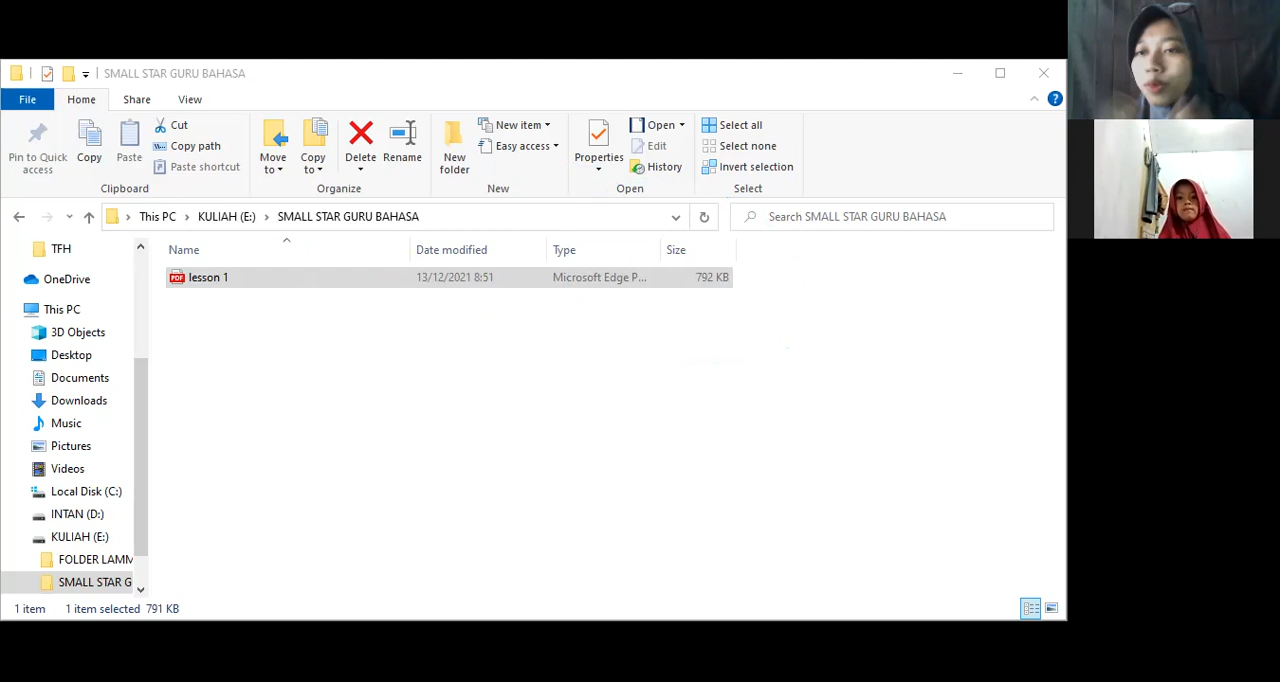 SMALL STAR GURU BAHASA
File Home Share View
Pin to Quick access
Copy
Paste
Cut
Copy path
Paste shortcut
Clipboard
Move to
Copy to
Delete
Rename
Organize
New folder
New item
Easy access
New
Properties
Open
Edit
History
Open
Select all
Select none
Invert selection
Select
This PC KULIAH (E:) SMALL STAR GURU BAHASA
Search SMALL STAR GURU BAHASA
Name Date modified Type Size
PDF lesson 1 13/12/2021 8:51 Microsoft Edge P... 792 KB
TFH
OneDrive
This PC
3D Objects
Desktop
Documents
Downloads
Music
Pictures
Videos
Local Disk (C:)
INTAN (D:)
KULIAH (E:)
FOLDER LAMM
SMALL STAR G
1 item 1 item selected 791 KB